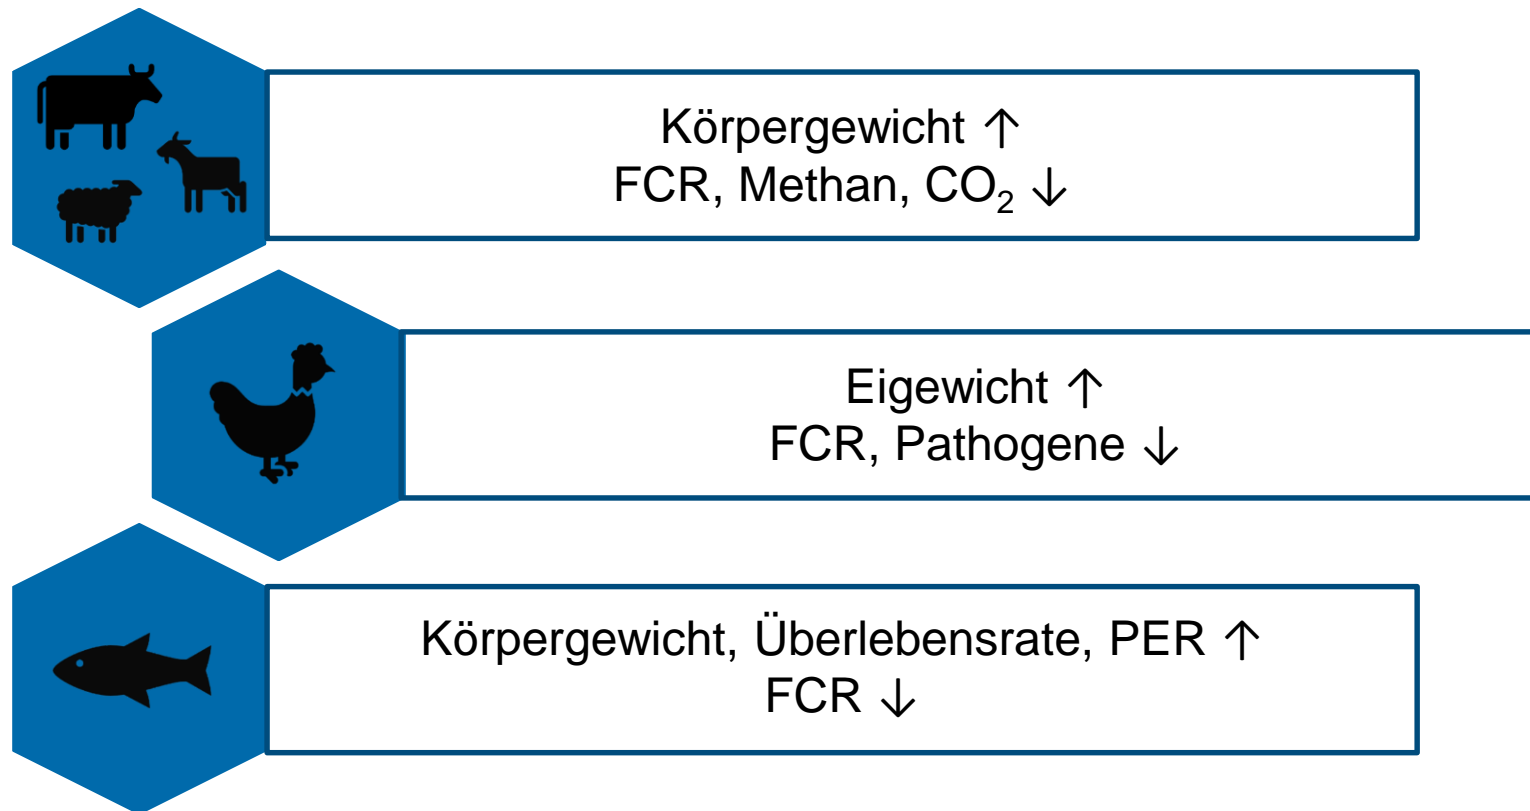 Körpergewicht ↑
FCR, Methan, CO₂ ↓
Eigewicht ↑
FCR, Pathogene ↓
Körpergewicht, Überlebensrate, PER ↑
FCR ↓